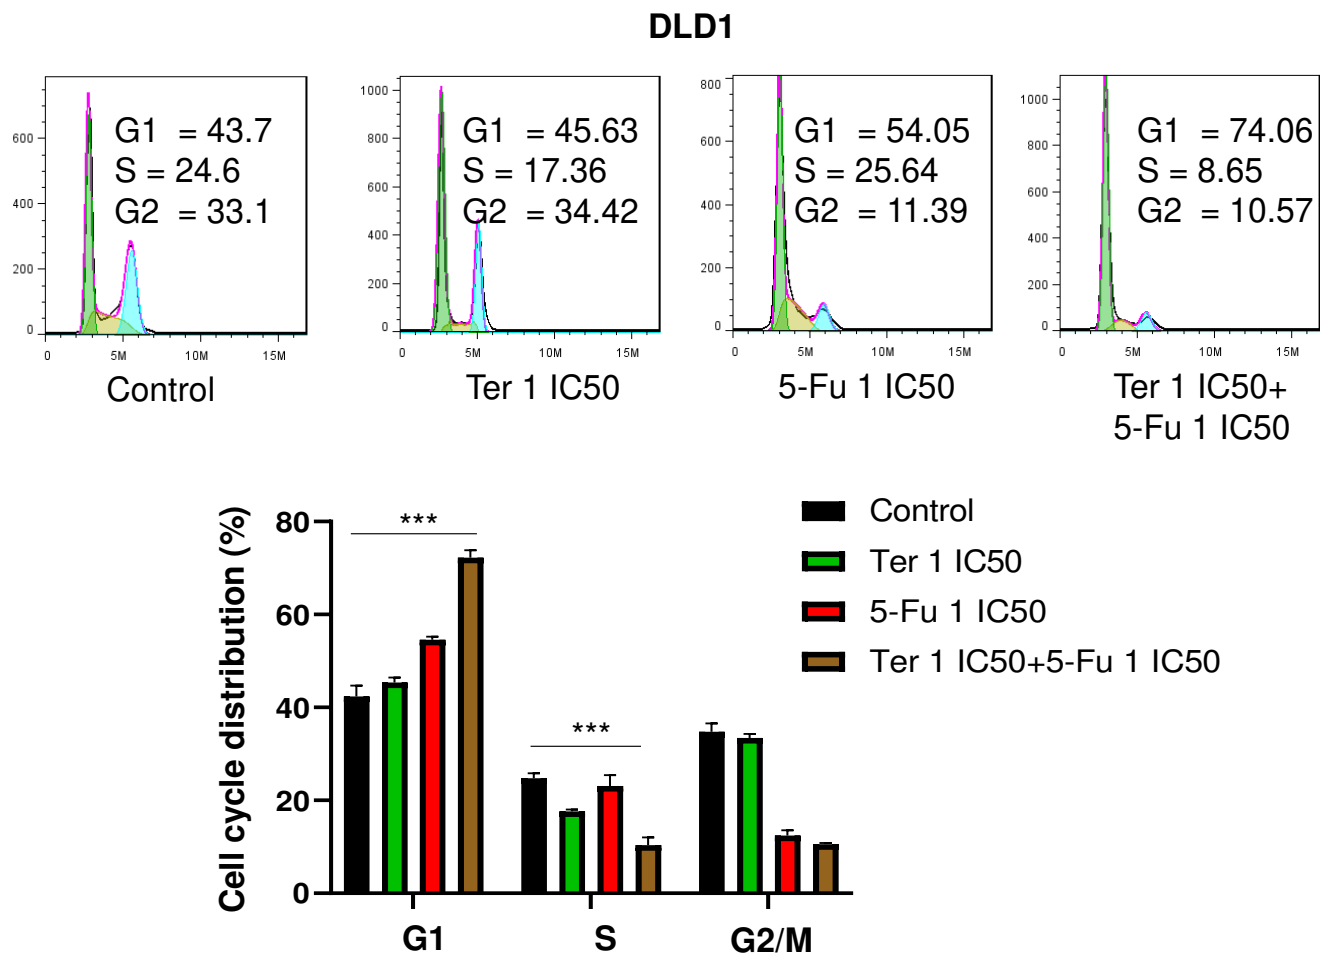 DLD1
600
400
200
0
0 5M 10M 15M
G1 = 43.7
S = 24.6
G2 = 33.1
Control
1000
800
600
400
200
0
0 5M 10M 15M
G1 = 45.63
S = 17.36
G2 = 34.42
Ter 1 IC50
800
600
400
200
0
0 5M 10M 15M
G1 = 54.05
S = 25.64
G2 = 11.39
5-Fu 1 IC50
1000
800
600
400
200
0
0 5M 10M 15M
G1 = 74.06
S = 8.65
G2 = 10.57
Ter 1 IC50+
5-Fu 1 IC50
Cell cycle distribution (%)
80
60
40
20
0
***
***
G1 S G2/M
Control
Ter 1 IC50
5-Fu 1 IC50
Ter 1 IC50+5-Fu 1 IC50